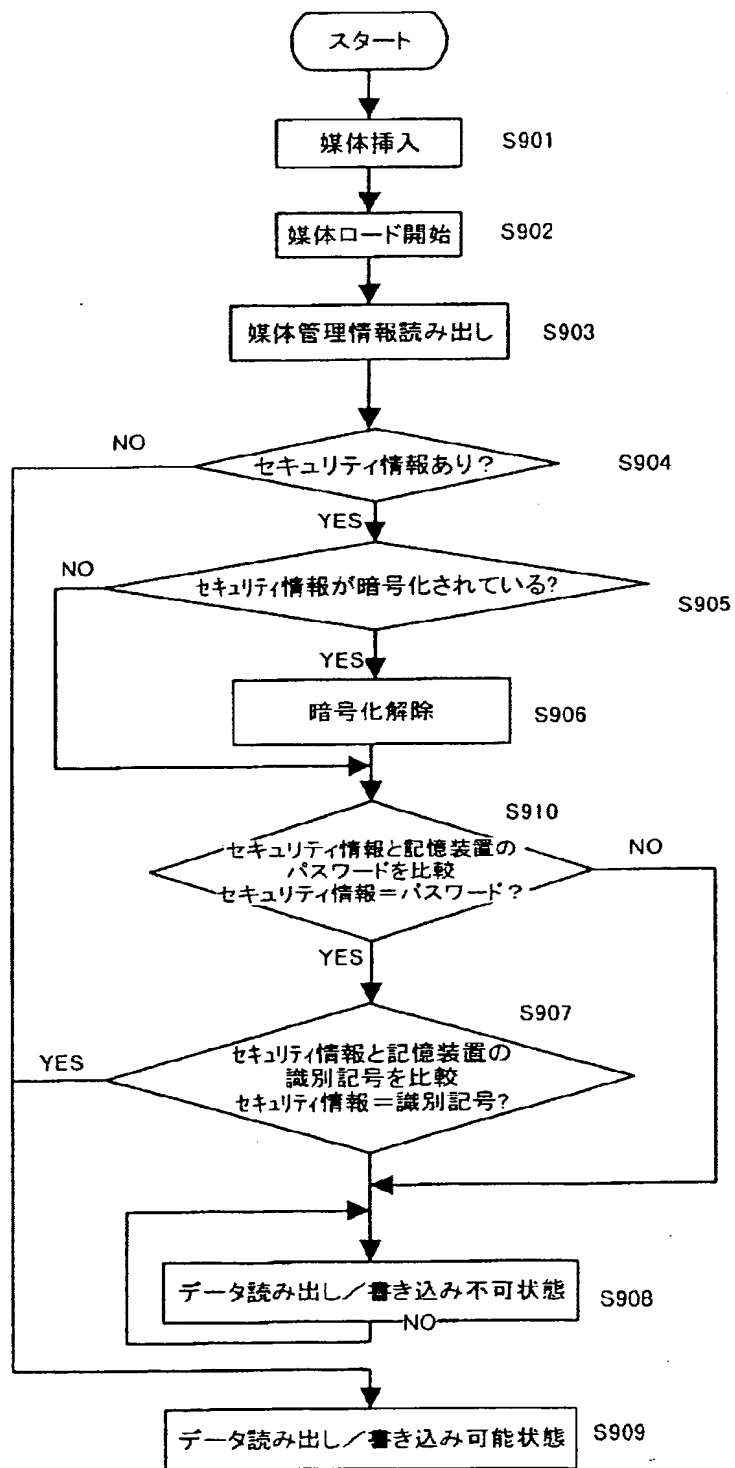 スタート
媒体挿入
S901
媒体ロード開始
S902
媒体管理情報読み出し
S903
NO
セキュリティ情報あり?
S904
YES
NO
セキュリティ情報が暗号化されている?
S905
YES
暗号化解除
S906
S910
セキュリティ情報と記憶装置の
パスワードを比較
セキュリティ情報=パスワード?
NO
YES
S907
YES
セキュリティ情報と記憶装置の
識別記号を比較
セキュリティ情報=識別記号?
データ読み出し/書き込み不可状態
S908
NO
データ読み出し/書き込み可能状態
S909